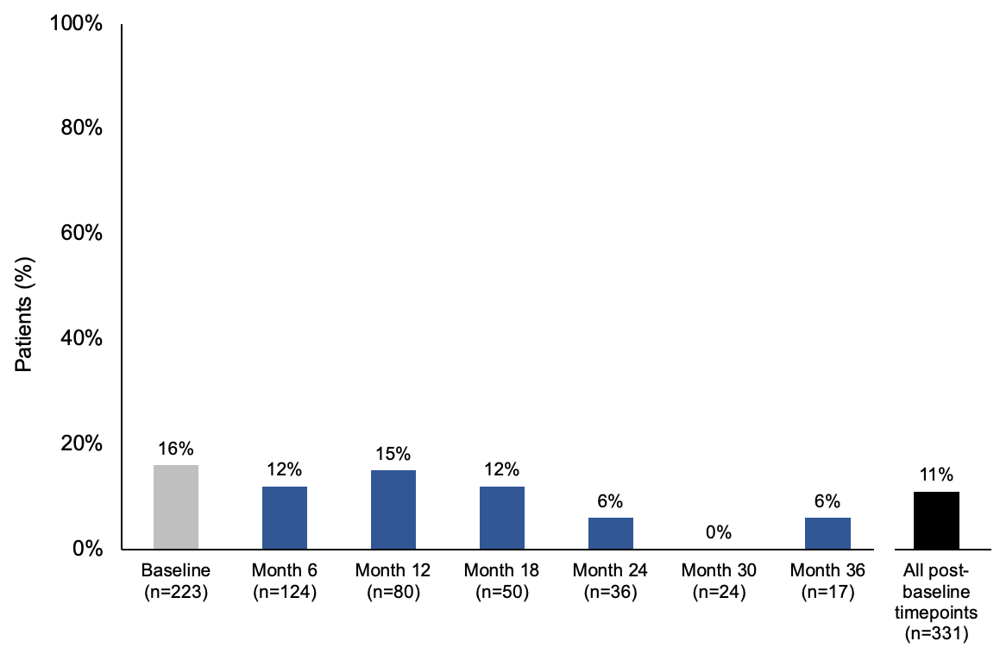 100%
80%
60%
40%
20%
0%
Patients (%)
16%
12%
15%
12%
6%
0%
6%
11%
Baseline
(n=223)
Month 6
(n=124)
Month 12
(n=80)
Month 18
(n=50)
Month 24
(n=36)
Month 30
(n=24)
Month 36
(n=17)
All post-
baseline
timepoints
(n=331)